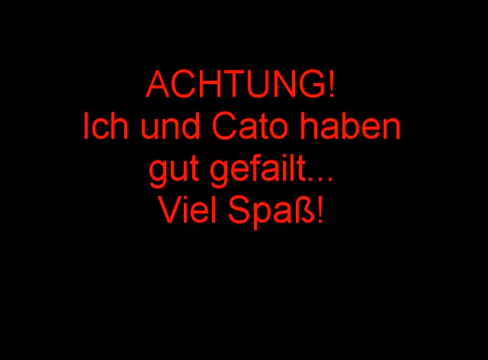 ACHTUNG!
Ich und Cato haben
gut gefailt...
Viel Spaß!